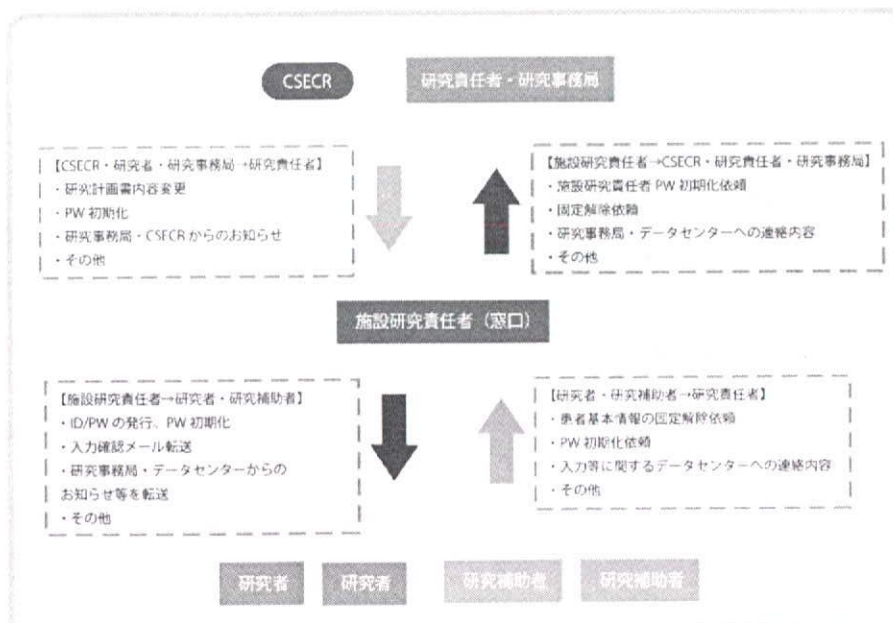 CSECR
研究責任者・研究事務局
【CSECR・研究者・研究事務局→研究責任者】
・研究計画書内容変更
・PW 初期化
・研究事務局・CSECR からのお知らせ
・その他
【施設研究責任者→CSECR・研究責任者・研究事務局】
・施設研究責任者 PW 初期化依頼
・固定解除依頼
・研究事務局・データセンターへの連絡内容
・その他
施設研究責任者（窓口）
【施設研究責任者→研究者・研究補助者】
・ID/PW の発行、PW 初期化
・入力確認メール転送
・研究事務局・データセンターからの
お知らせ等を転送
・その他
【研究者・研究補助者→研究責任者】
・患者基本情報の固定解除依頼
・PW 初期化依頼
・入力等に関するデータセンターへの連絡内容
・その他
研究者
研究者
研究補助者
研究補助者